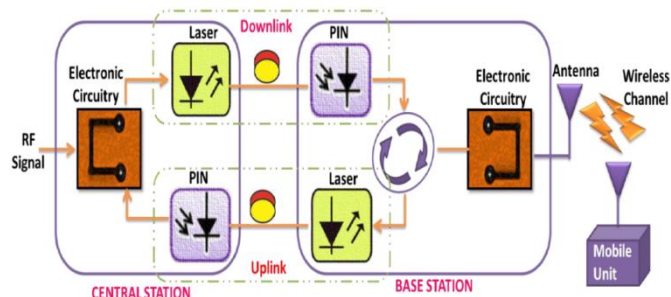 Downlink
Laser
PIN
Electronic
Circuitry
Electronic
Circuitry
Antenna
Wireless
Channel
RF
Signal
PIN
Laser
Uplink
Mobile
Unit
CENTRAL STATION
BASE STATION